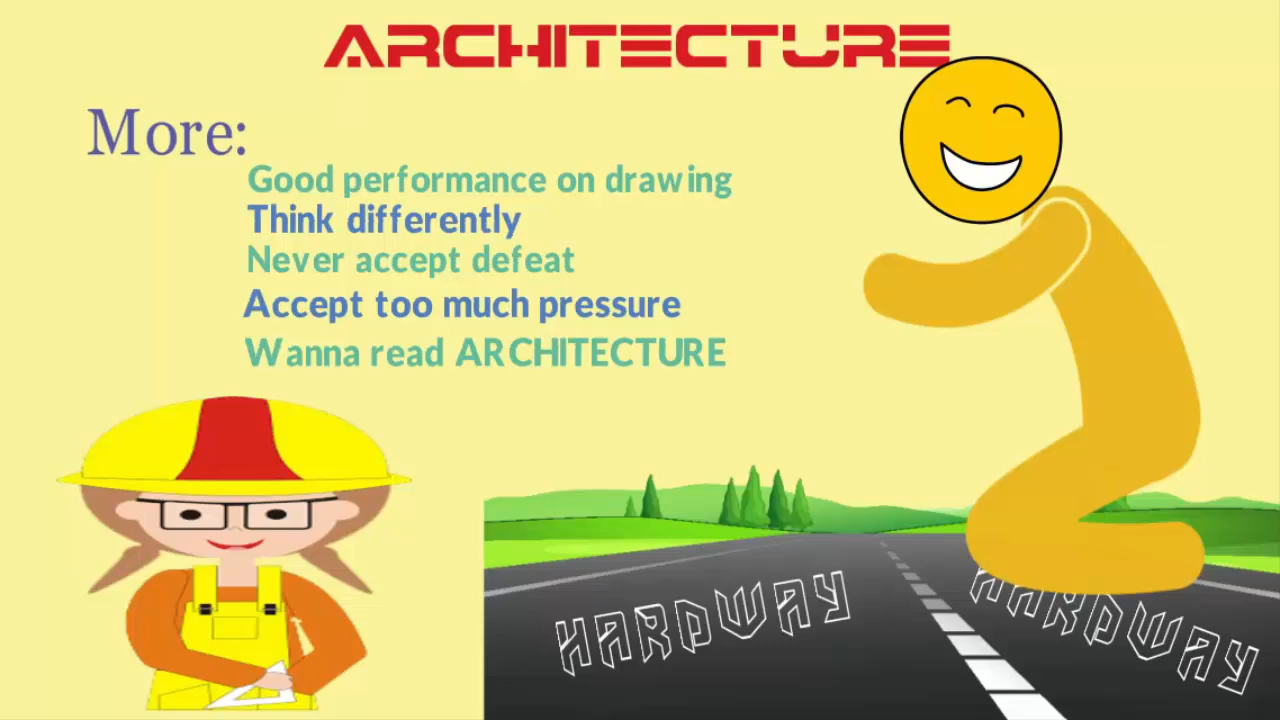 ARCHITECTURE
More:
Good performance on drawing
Think differently
Never accept defeat
Accept too much pressure
Wanna read ARCHITECTURE
HARDWAY
HARDWAY